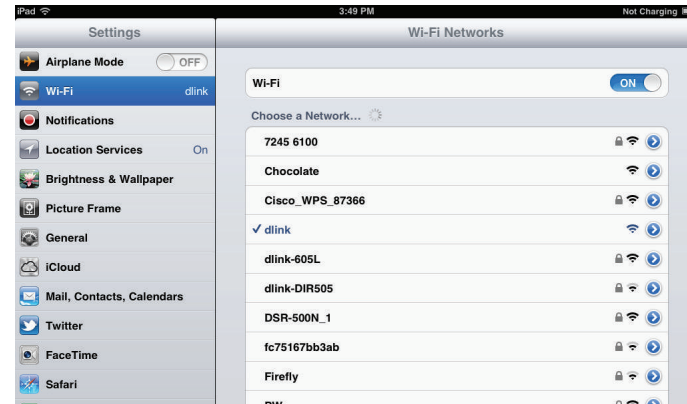 iPad 3:49 PM Not Charging
Settings
Wi-Fi Networks
Airplane Mode OFF
Wi-Fi dlink
Notifications
Location Services On
Brightness & Wallpaper
Picture Frame
General
iCloud
Mail, Contacts, Calendars
Twitter
FaceTime
Safari
Wi-Fi ON
Choose a Network...
7245 6100
Chocolate
Cisco_WPS_87366
dlink
dlink-605L
dlink-DIR505
DSR-500N_1
fc75167bb3ab
Firefly